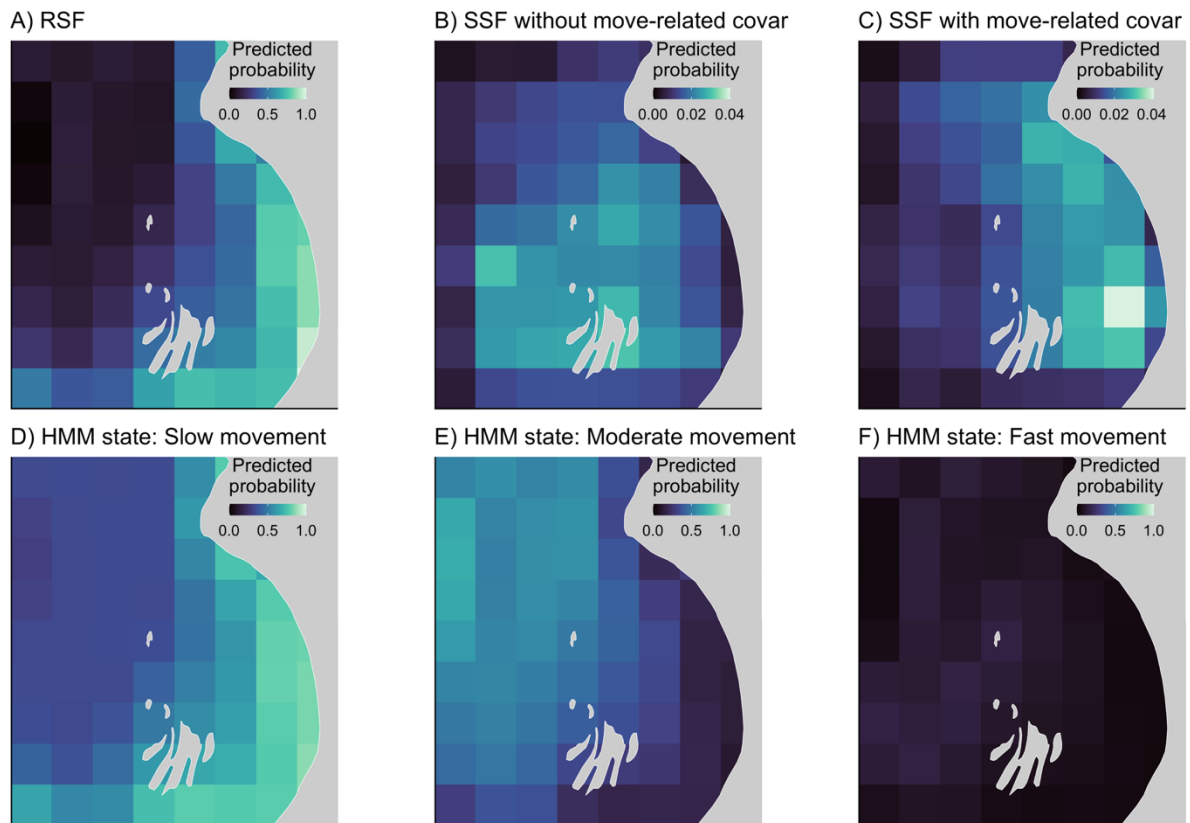 A) RSF
B) SSF without move-related covar
C) SSF with move-related covar
Predicted
probability
0.0 0.5 1.0
Predicted
probability
0.00 0.02 0.04
Predicted
probability
0.00 0.02 0.04
D) HMM state: Slow movement
E) HMM state: Moderate movement
F) HMM state: Fast movement
Predicted
probability
0.0 0.5 1.0
Predicted
probability
0.0 0.5 1.0
Predicted
probability
0.0 0.5 1.0